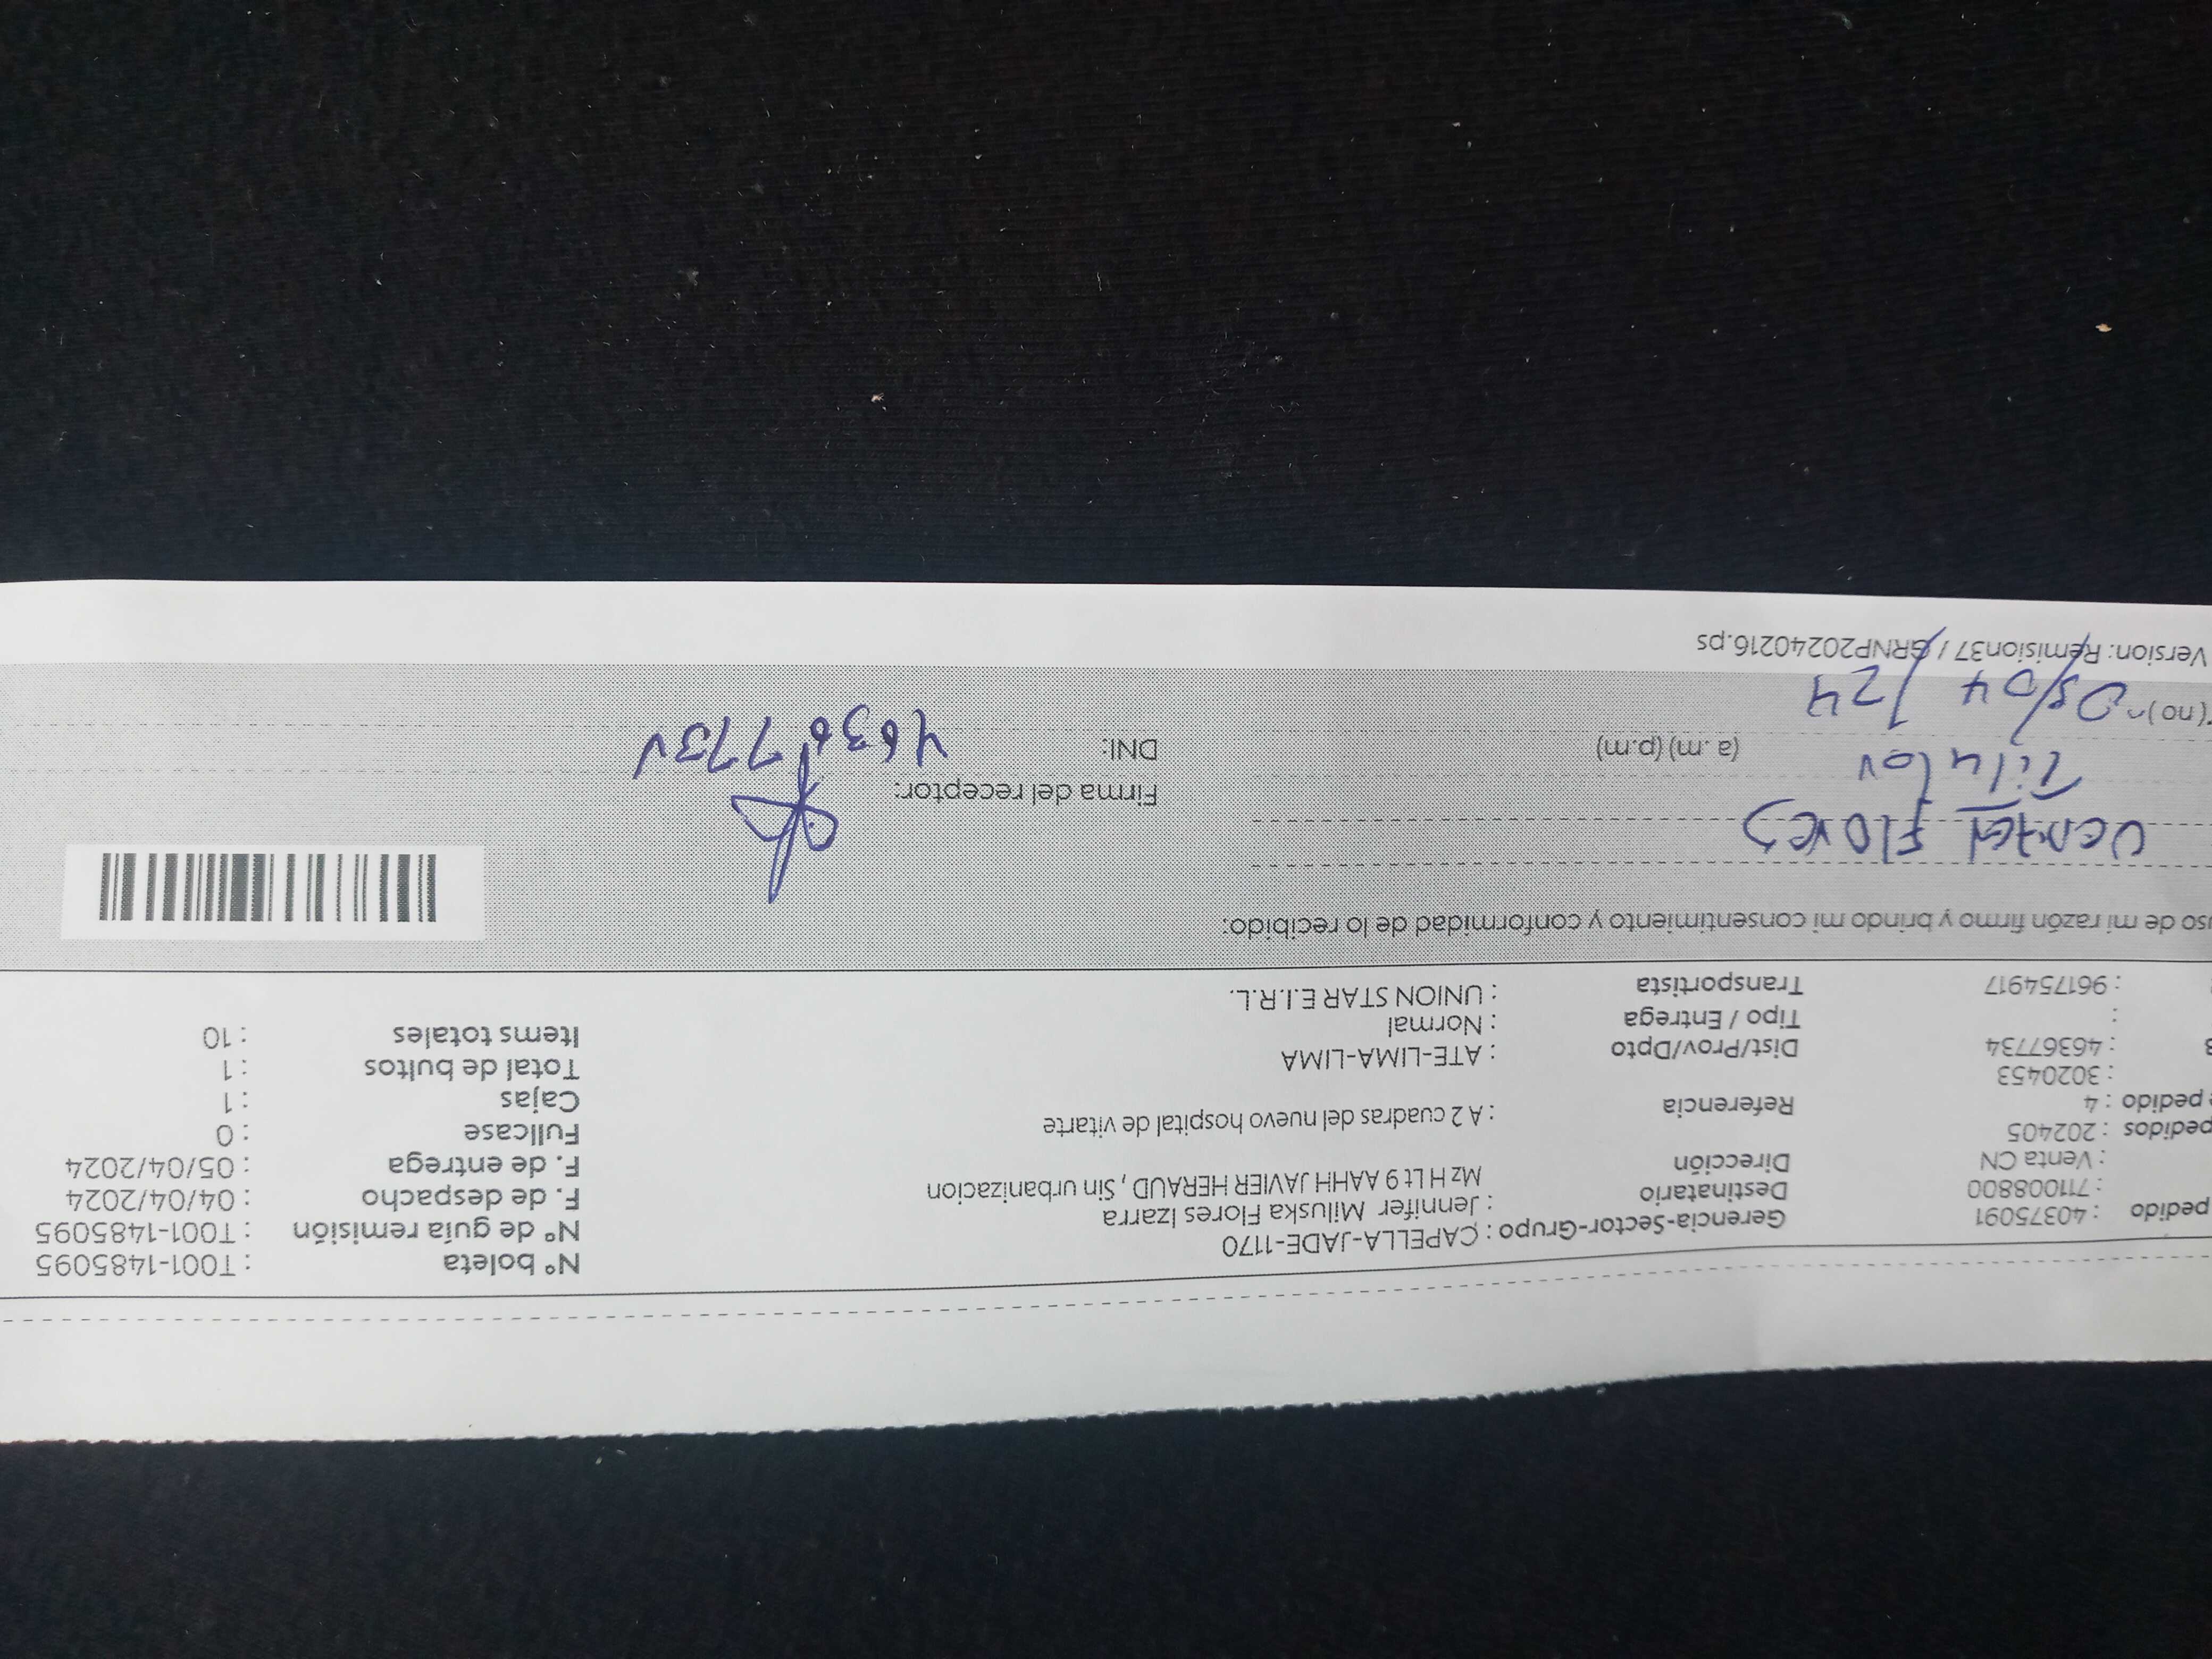 pedido : 40375091 Gerencia-Sector-Grupo : CAPELLA-JADE-1170 N° boleta : T001-1485095
: 711008800 Destinatario : Jennifer Miluska Flores Izarra N° de guía remisión : T001-1485095
: Venta CN Dirección Mz H Lt 9 AAHH JAVIER HERAUD , Sin urbanizacion F. de despacho : 04/04/2024
pedidos : 202405 F. de entrega : 05/04/2024
pedido : 4 Referencia : A 2 cuadras del nuevo hospital de vitarte Fullcase : 0
: 3020453 Cajas : 1
: 46367734 Dist/Prov/Dpto : ATE-LIMA-LIMA Total de bultos : 1
: Tipo / Entrega : Normal Items totales : 10
: 961754917 Transportista : UNION STAR E.I.R.L.
uso de mi razón firmo y brindo mi consentimiento y conformidad de lo recibido:
Flores
Titular
Firma del receptor:
(a.m) (p.m) DNI:
(no) 05/04/24
Version: Remision37 / GRNP20240216.ps